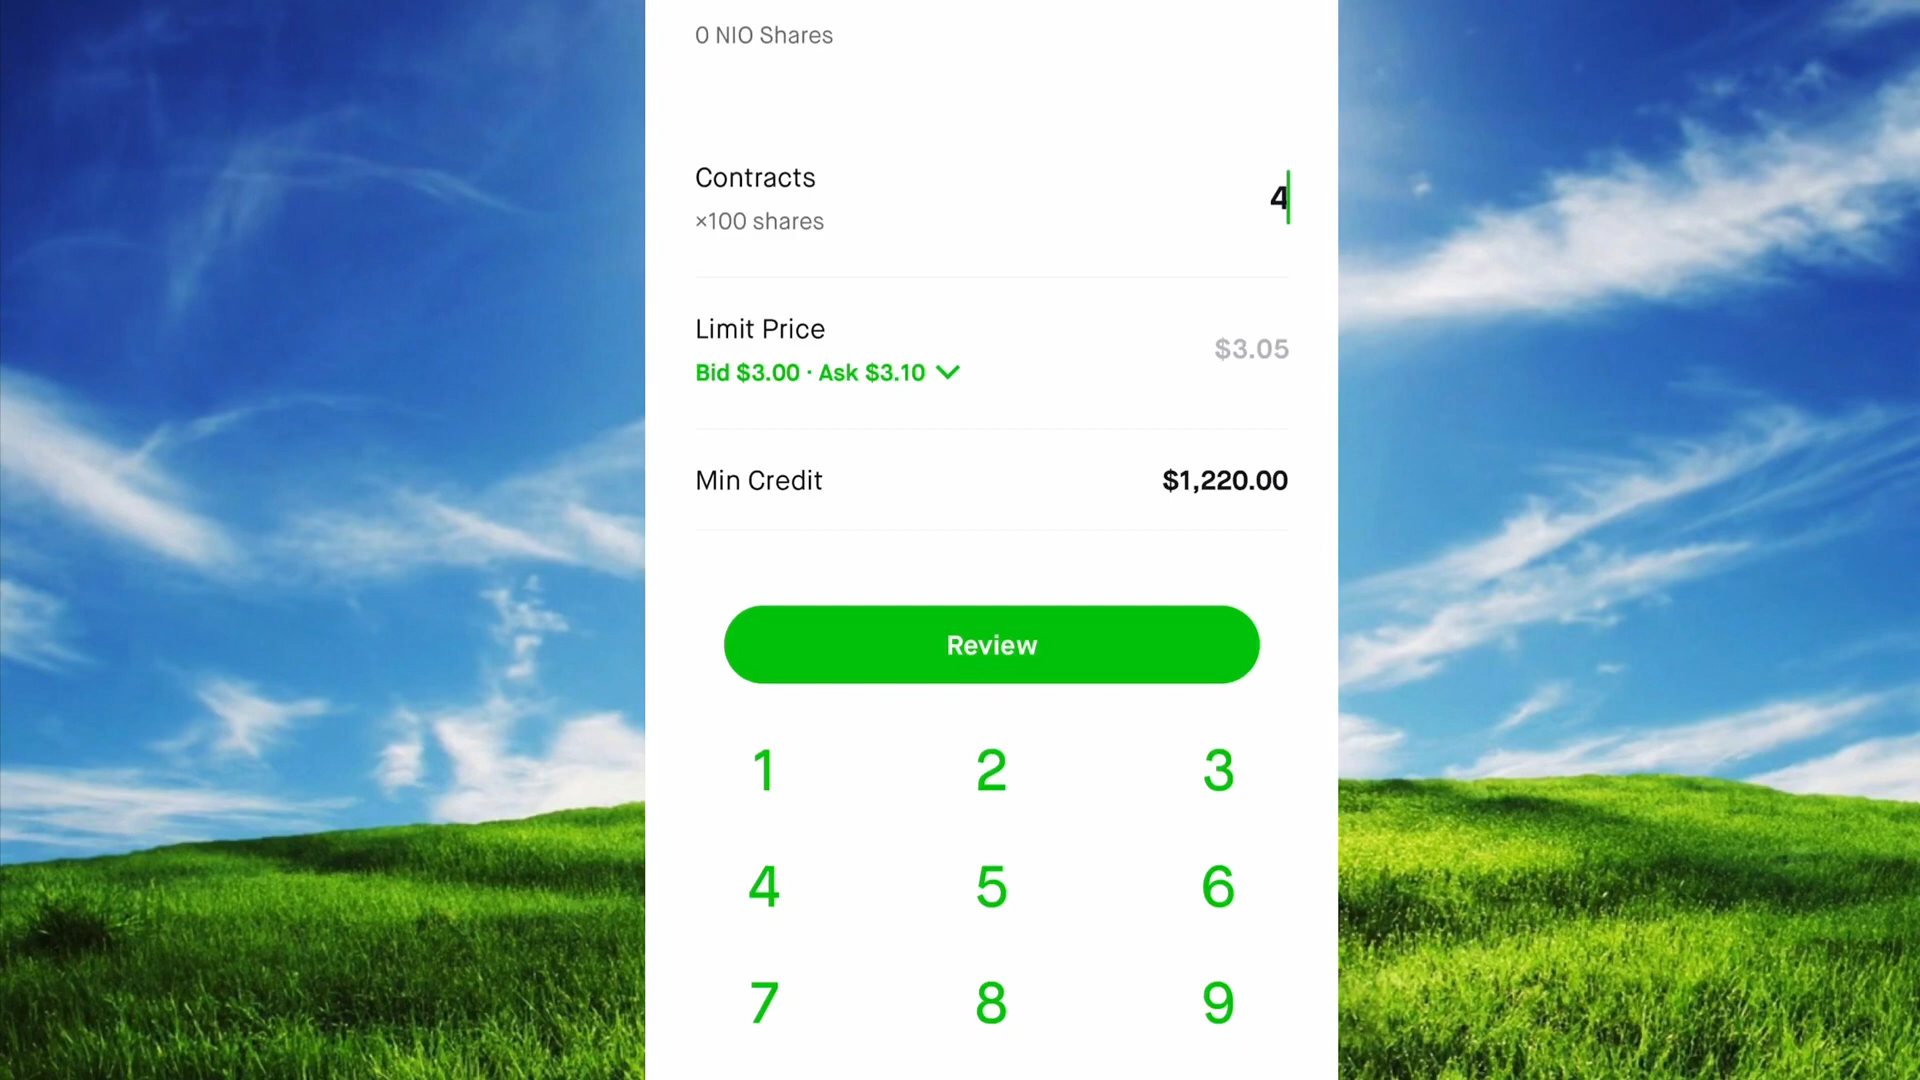 0 NIO Shares
Contracts
×100 shares
4
Limit Price
Bid $3.00 · Ask $3.10
$3.05
Min Credit
$1,220.00
Review
1 2 3
4 5 6
7 8 9